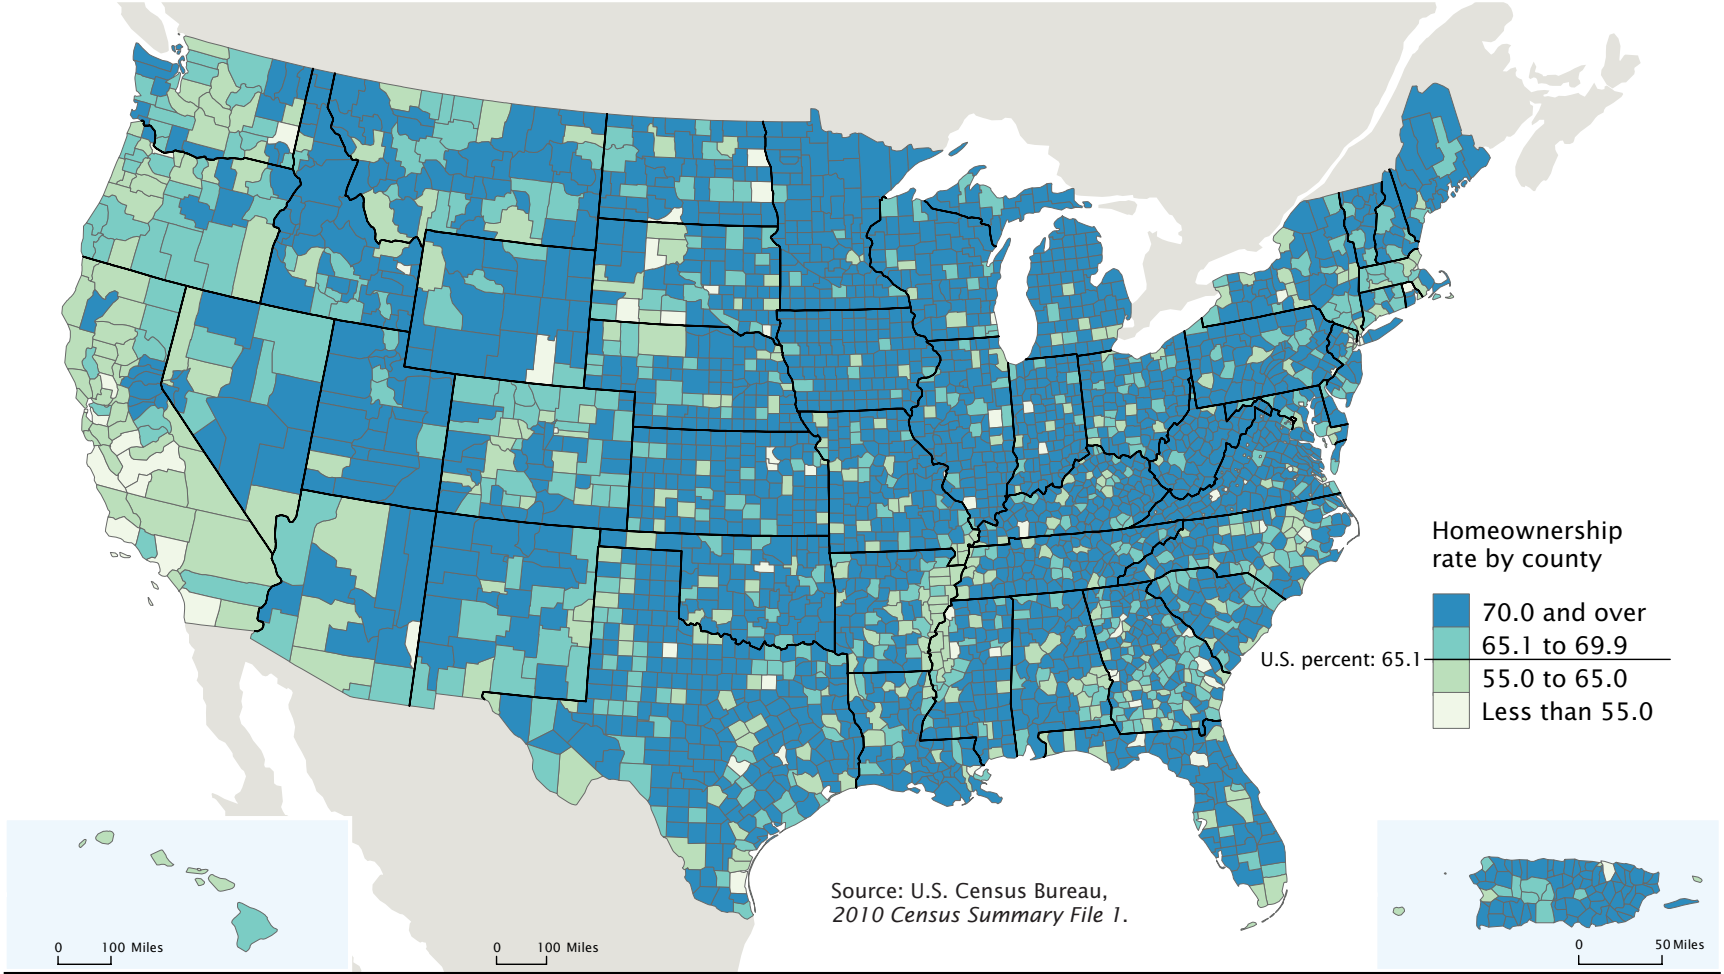 Homeownership
rate by county
70.0 and over
65.1 to 69.9
U.S. percent: 65.1
55.0 to 65.0
Less than 55.0
Source: U.S. Census Bureau,
2010 Census Summary File 1.
0 100 Miles
0 100 Miles
0 50 Miles